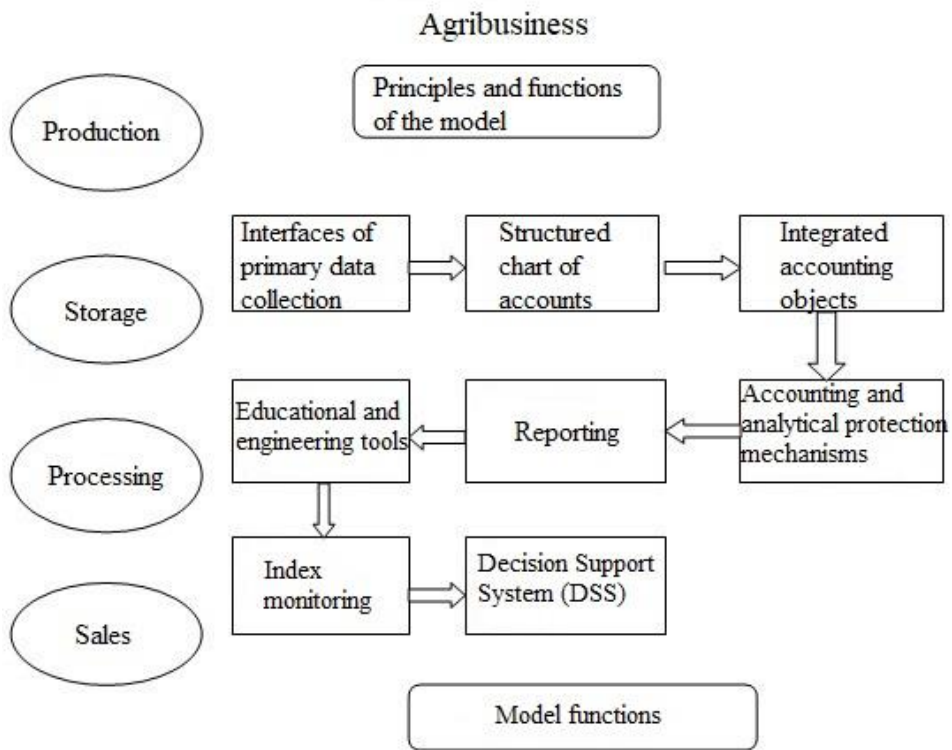 Agribusiness
Principles and functions
of the model
Production
Interfaces of
primary data
collection
Structured
chart of
accounts
Integrated
accounting
objects
Storage
Educational and
engineering tools
Reporting
Accounting and
analytical protection
mechanisms
Processing
Index
monitoring
Decision Support
System (DSS)
Sales
Model functions